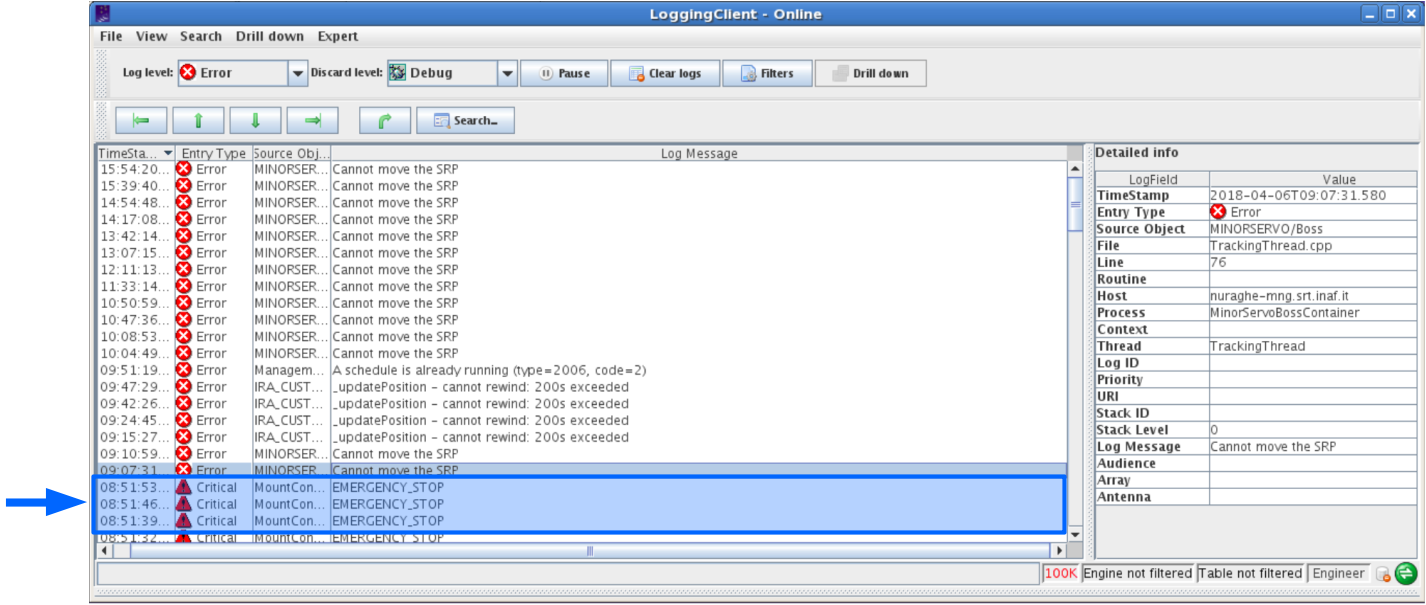 LoggingClient - Online
File View Search Drill down Expert
Log level: Error Discard level: Debug Pause Clear logs Filters Drill down
Search...
TimeSta... Entry Type Source Obj... Log Message
15:54:20... Error MINORSER... Cannot move the SRP
15:39:40... Error MINORSER... Cannot move the SRP
14:54:48... Error MINORSER... Cannot move the SRP
14:17:08... Error MINORSER... Cannot move the SRP
13:42:14... Error MINORSER... Cannot move the SRP
13:07:15... Error MINORSER... Cannot move the SRP
12:11:13... Error MINORSER... Cannot move the SRP
11:33:14... Error MINORSER... Cannot move the SRP
10:50:59... Error MINORSER... Cannot move the SRP
10:47:36... Error MINORSER... Cannot move the SRP
10:08:53... Error MINORSER... Cannot move the SRP
10:04:49... Error MINORSER... Cannot move the SRP
09:51:19... Error Managem... A schedule is already running (type=2006, code=2)
09:47:29... Error IRA_CUST... _updatePosition - cannot rewind: 200s exceeded
09:42:26... Error IRA_CUST... _updatePosition - cannot rewind: 200s exceeded
09:24:45... Error IRA_CUST... _updatePosition - cannot rewind: 200s exceeded
09:15:27... Error IRA_CUST... _updatePosition - cannot rewind: 200s exceeded
09:10:59... Error MINORSER... Cannot move the SRP
09:07:31... Error MINORSER... Cannot move the SRP
08:51:53... Critical MountCon... EMERGENCY_STOP
08:51:46... Critical MountCon... EMERGENCY_STOP
08:51:39... Critical MountCon... EMERGENCY_STOP
08:51:32... Critical MountCon... EMERGENCY_STOP
Detailed info
LogField Value
TimeStamp 2018-04-06T09:07:31.580
Entry Type Error
Source Object MINORSERVO/Boss
File TrackingThread.cpp
Line 76
Routine
Host nuraghe-mng.srt.inaf.it
Process MinorServoBossContainer
Context
Thread TrackingThread
Log ID
Priority
URI
Stack ID
Stack Level 0
Log Message Cannot move the SRP
Audience
Array
Antenna
100K Engine not filtered Table not filtered Engineer